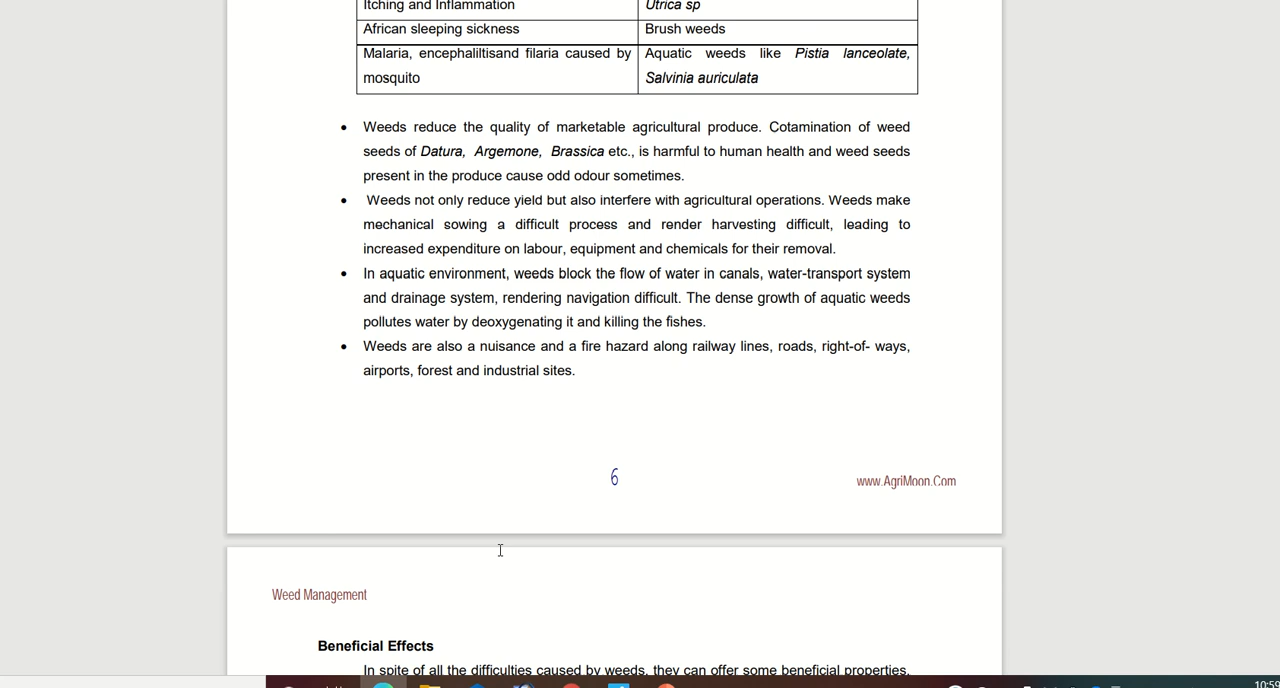 Itching and Inflammation Utrica sp
African sleeping sickness Brush weeds
Malaria, encephaliltisand filaria caused by Aquatic weeds like Pistia lanceolate,
mosquito Salvinia auriculata
• Weeds reduce the quality of marketable agricultural produce. Cotamination of weed
seeds of Datura, Argemone, Brassica etc., is harmful to human health and weed seeds
present in the produce cause odd odour sometimes.
• Weeds not only reduce yield but also interfere with agricultural operations. Weeds make
mechanical sowing a difficult process and render harvesting difficult, leading to
increased expenditure on labour, equipment and chemicals for their removal.
• In aquatic environment, weeds block the flow of water in canals, water-transport system
and drainage system, rendering navigation difficult. The dense growth of aquatic weeds
pollutes water by deoxygenating it and killing the fishes.
• Weeds are also a nuisance and a fire hazard along railway lines, roads, right-of- ways,
airports, forest and industrial sites.
6
www.AgriMoon.Com
Weed Management
Beneficial Effects
In spite of all the difficulties caused by weeds, they can offer some beneficial properties,